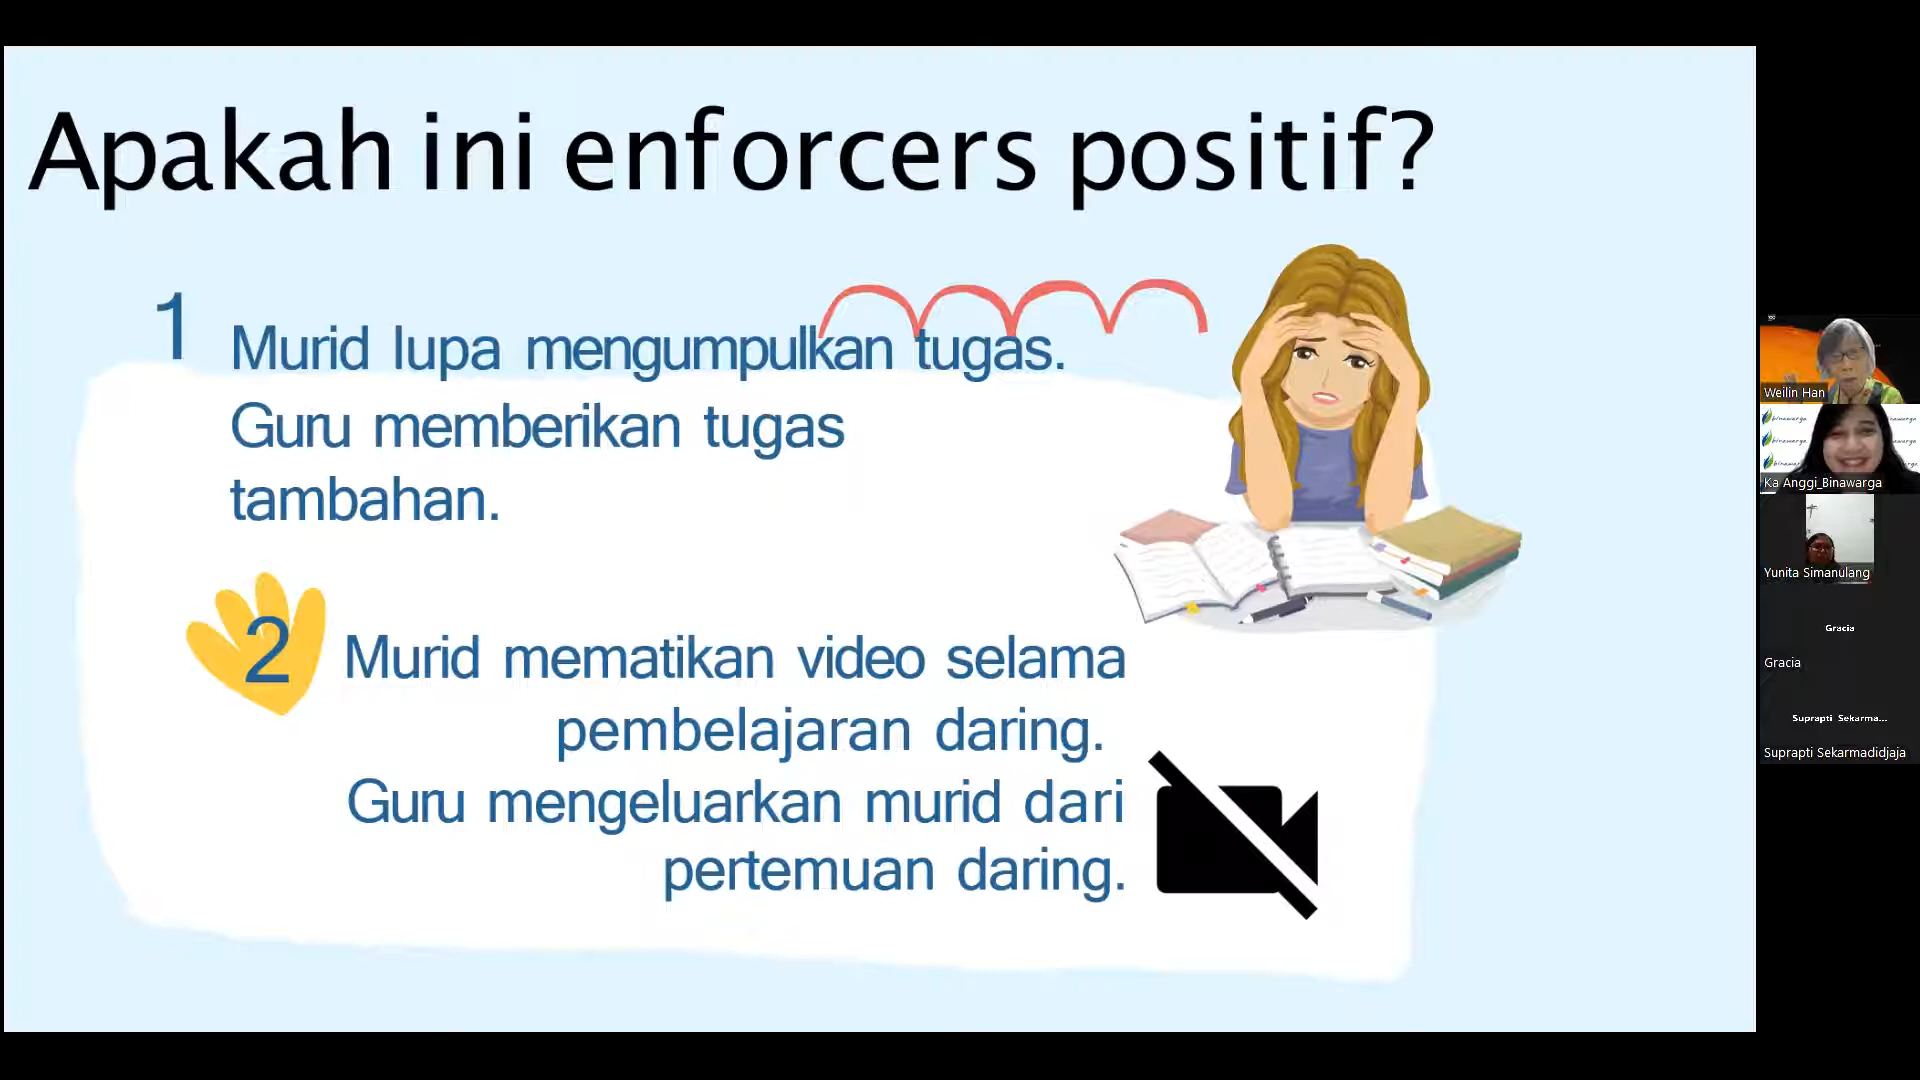 Apakah ini enforcers positif?
1
Murid lupa mengumpulkan tugas.
Guru memberikan tugas
tambahan.
2
Murid mematikan video selama
pembelajaran daring.
Guru mengeluarkan murid dari
pertemuan daring.
Weilin Han
binawarga
Ka Anggi_Binawarga
Yunita Simanulang
Gracia
Gracia
Suprapti Sekarma...
Suprapti Sekarmadidjaja